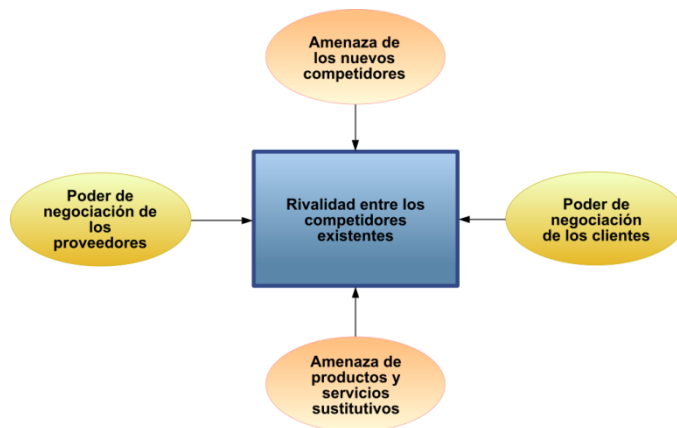 Amenaza de
los nuevos
competidores
Poder de
negociación de
los
proveedores
Rivalidad entre los
competidores
existentes
Poder de
negociación
de los clientes
Amenaza de
productos y
servicios
sustitutivos